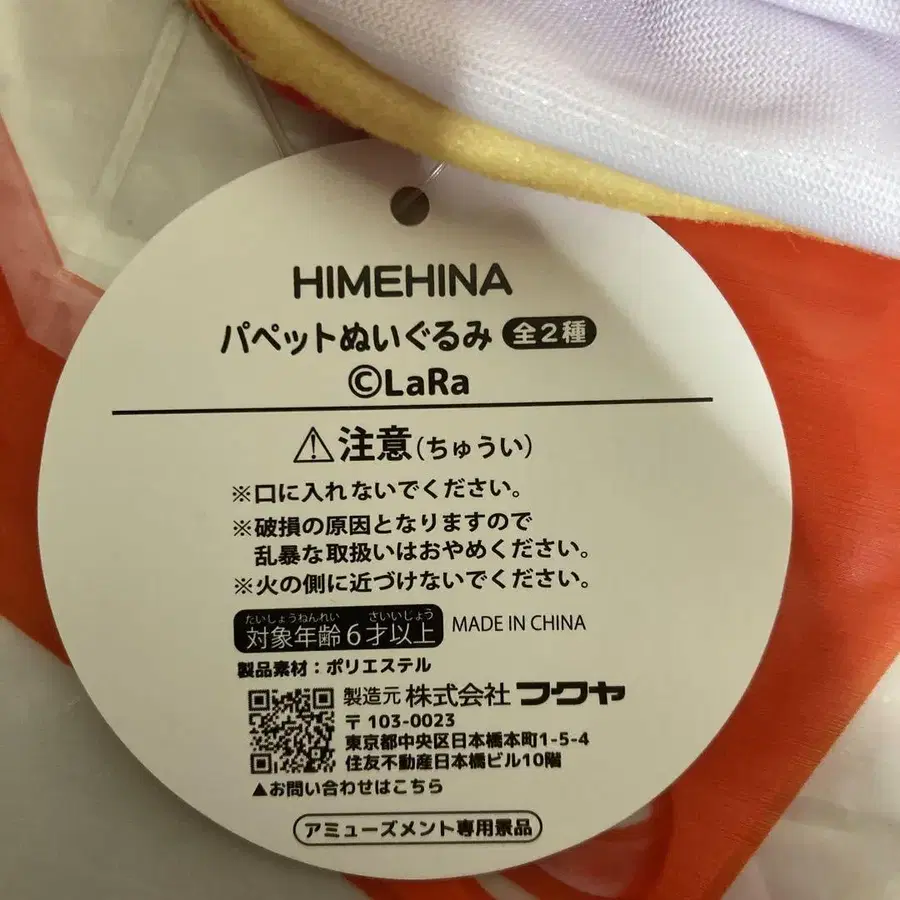 HIMEHINA
パペットぬいぐるみ 全2種
©LaRa
⚠注意(ちゅうい)
※口に入れないでください。
※破損の原因となりますので
乱暴な取扱いはおやめください。
※火の側に近づけないでください。
たいしょうねんれい さいいじょう
対象年齢6才以上 MADE IN CHINA
製品素材:ポリエステル
製造元 株式会社フクヤ
〒103-0023
東京都中央区日本橋本町1-5-4
住友不動産日本橋ビル10階
▲お問い合わせはこちら
アミューズメント専用景品